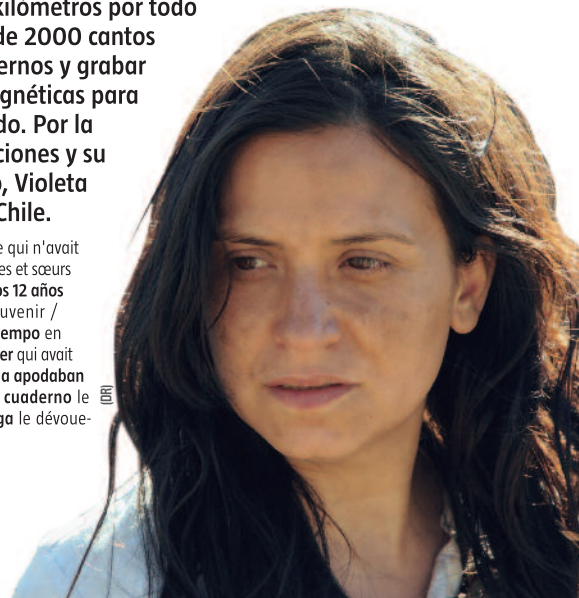 kilómetros por todo
de 2000 cantos
ernos y grabar
gnéticas para
do. Por la
ciones y su
, Violeta
Chile.
e qui n'avait
es et sœurs
os 12 años
uvenir /
empo en
er qui avait
a apodaban
cuaderno le
ga le dévoue-
(DR)